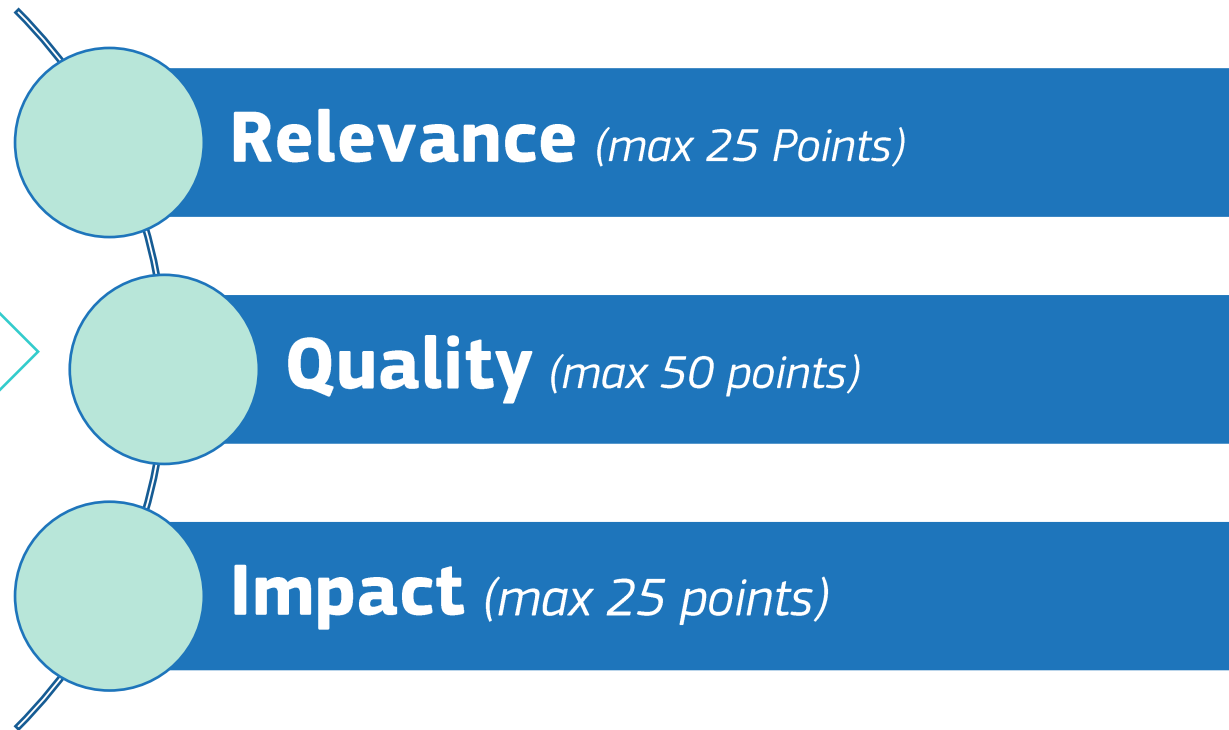 Relevance (max 25 Points)
Quality (max 50 points)
Impact (max 25 points)